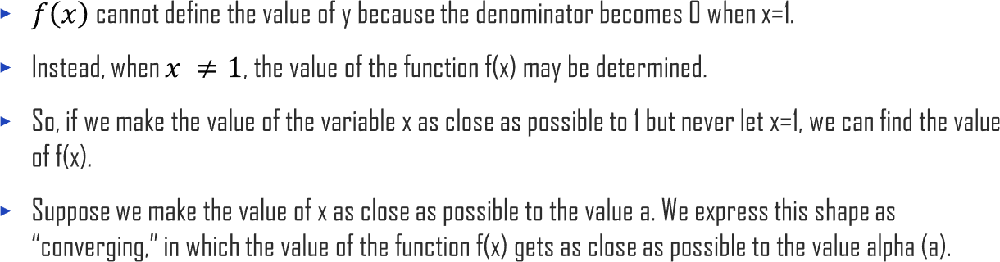 ▸ f(x) cannot define the value of y because the denominator becomes 0 when x=1.
▸ Instead, when x ≠ 1, the value of the function f(x) may be determined.
▸ So, if we make the value of the variable x as close as possible to 1 but never let x=1, we can find the value
of f(x).
▸ Suppose we make the value of x as close as possible to the value a. We express this shape as
“converging,” in which the value of the function f(x) gets as close as possible to the value alpha (a).